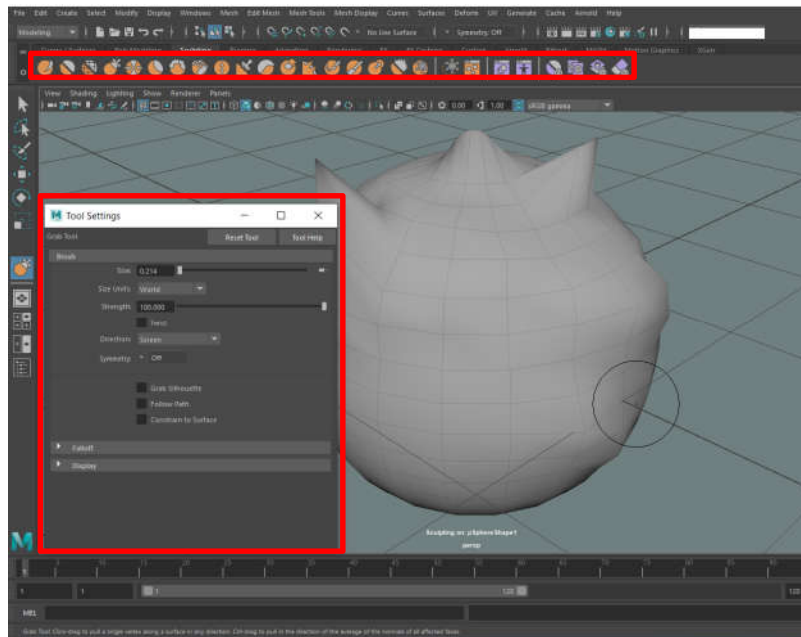 File Edit Create Select Modify Display Windows Mesh Edit Mesh Mesh Tools Mesh Display Curves Surfaces Deform UV Generate Cache Arnold Help
Modeling No Live Surface Symmetry: Off
Sculpting Motion Graphics XGen
View Shading Lighting Show Renderer Panels
0.00 1.00 sRGB gamma
Tool Settings
Grab Tool Reset Tool Tool Help
Brush
Size 0.214
Size Units World
Strength 100.000
Direction Screen
Symmetry Off
Grab Silhouette
Follow Path
Constrain to Surface
Falloff
Display
Sculpting on: pSphereShape1
persp
1 1 1 120 120
MEL
Grab Tool: Click-drag to pull a single vertex along a surface in any direction. Ctrl-drag to pull in the direction of the average of the normals of all affected faces.